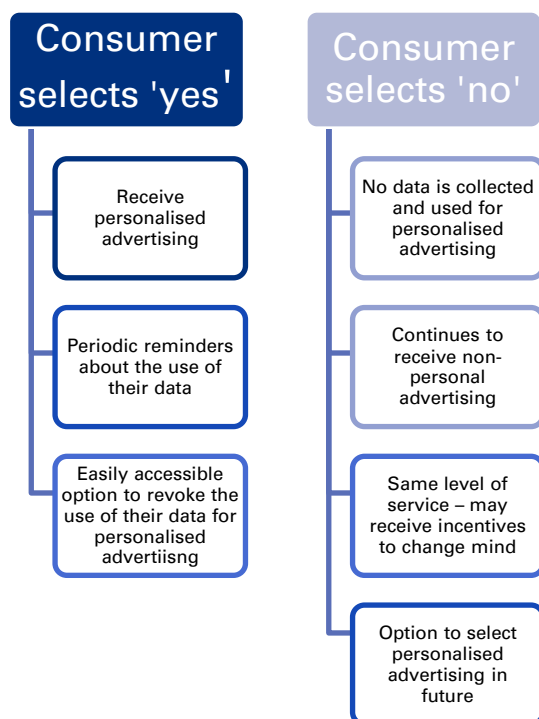 Consumer
selects 'yes'
Receive
personalised
advertising
Periodic reminders
about the use of
their data
Easily accessible
option to revoke the
use of their data for
personalised
advertiisng
Consumer
selects 'no'
No data is collected
and used for
personalised
advertising
Continues to
receive non-
personal
advertising
Same level of
service – may
receive incentives
to change mind
Option to select
personalised
advertising in
future